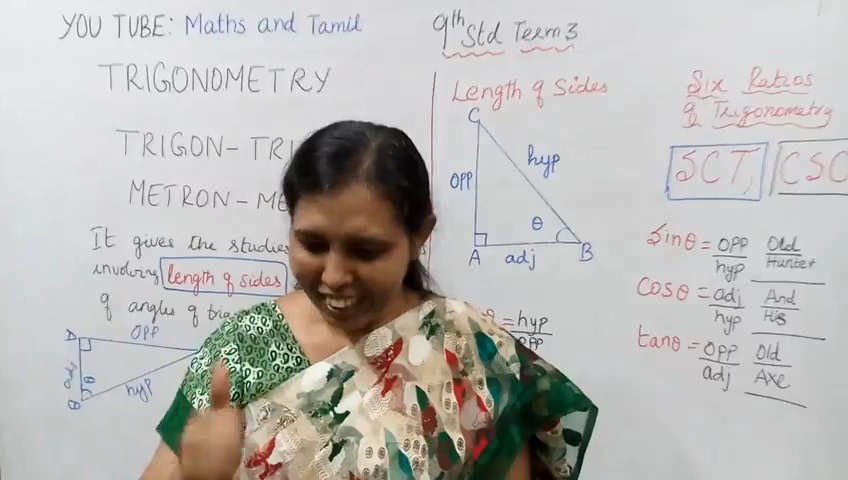 YOU TUBE: Maths and Tamil
TRIGONOMETRY
TRIGON- TRI
METRON - ME
It gives the studies
involving length of sides
of angles of tria
A
OPP
adj
θ
hyp
B
9th Std Term 3
Length of Sides
C
OPP
hyp
θ
A
adj
B
= hyp
Six Ratios
of Trigonometry
SCT, CSC
Sinθ = OPP Old
hyp Hunter
COSθ = adj And
hyp His
tanθ = OPP Old
adj Axe